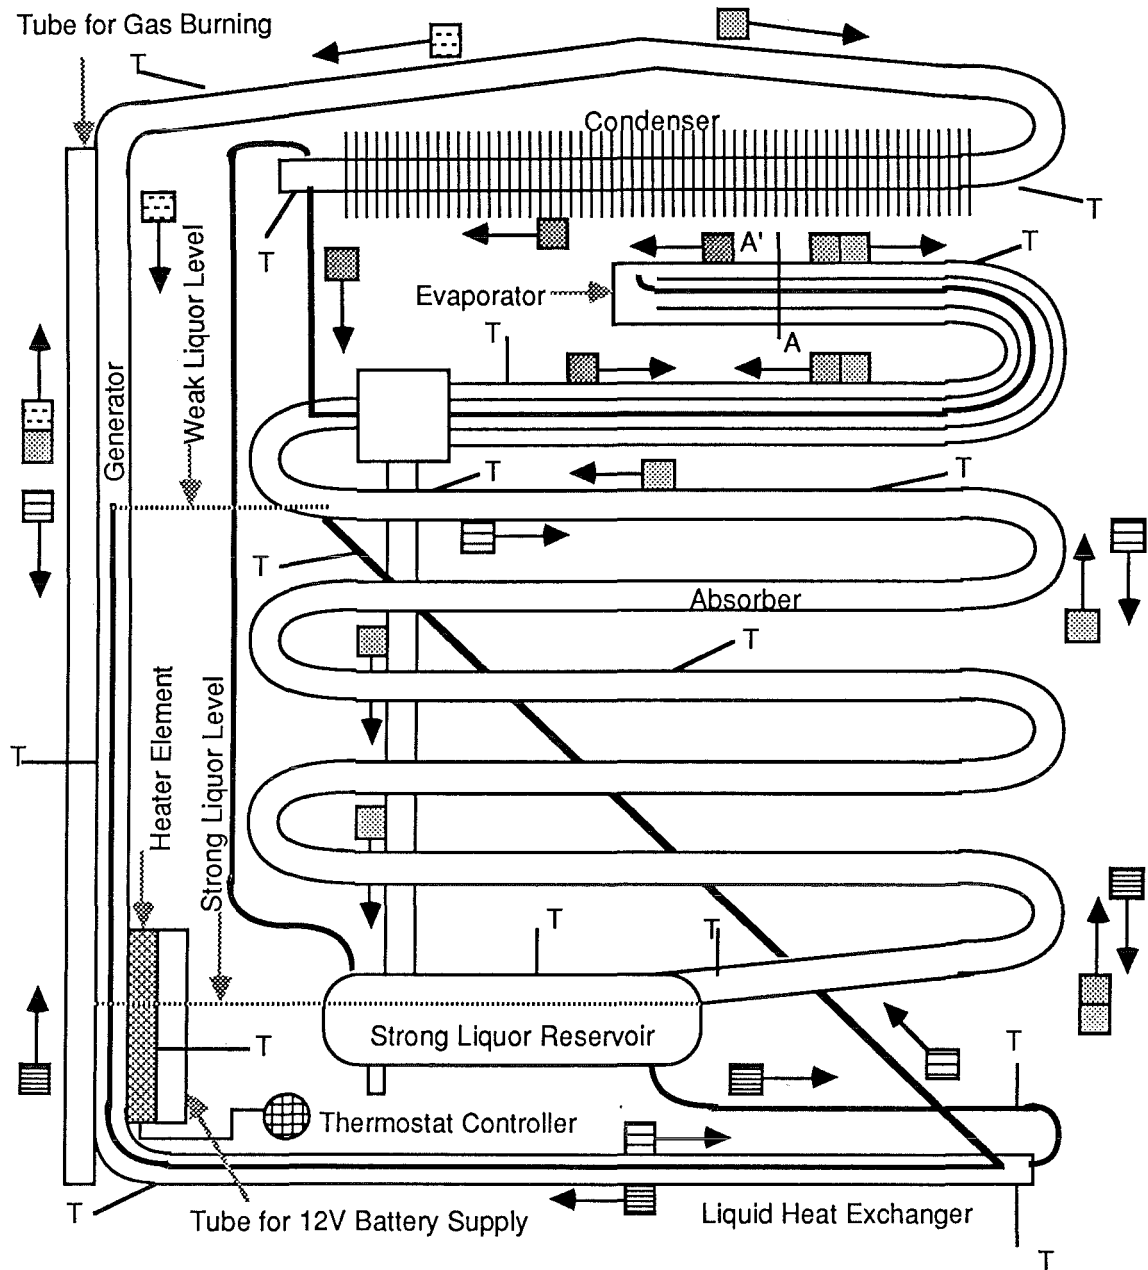 Tube for Gas Burning
T
Condenser
T
T
Weak Liquor Level
A'
T
Evaporator
T
A
Generator
T
T
T
Absorber
T
Heater Element
Strong Liquor Level
T
T
T
Strong Liquor Reservoir
T
T
Thermostat Controller
T
Tube for 12V Battery Supply
Liquid Heat Exchanger
T